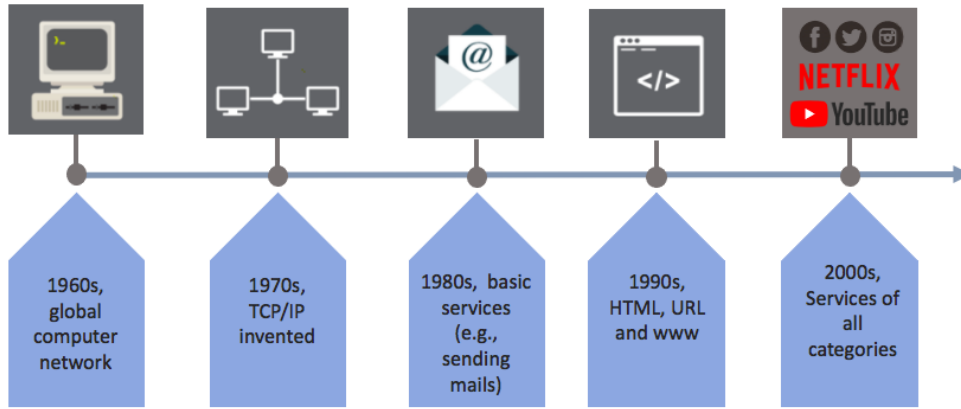 >_
@
</>
NETFLIX
YouTube
1960s,
global
computer
network
1970s,
TCP/IP
invented
1980s,  basic
services
(e.g.,
sending
mails)
1990s,
HTML, URL
and www
2000s,
Services of
all
categories